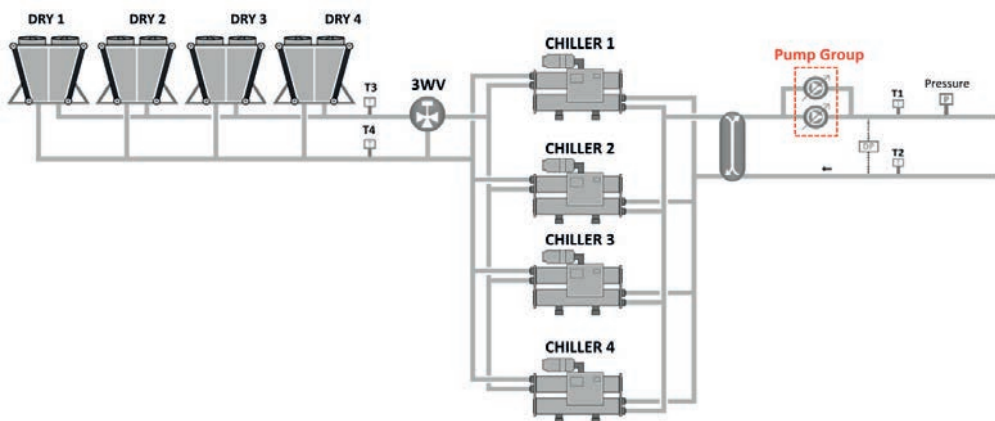 DRY 1
DRY 2
DRY 3
DRY 4
CHILLER 1
Pump Group
3WV
T3
T1
Pressure
P
T4
DP
T2
CHILLER 2
CHILLER 3
CHILLER 4